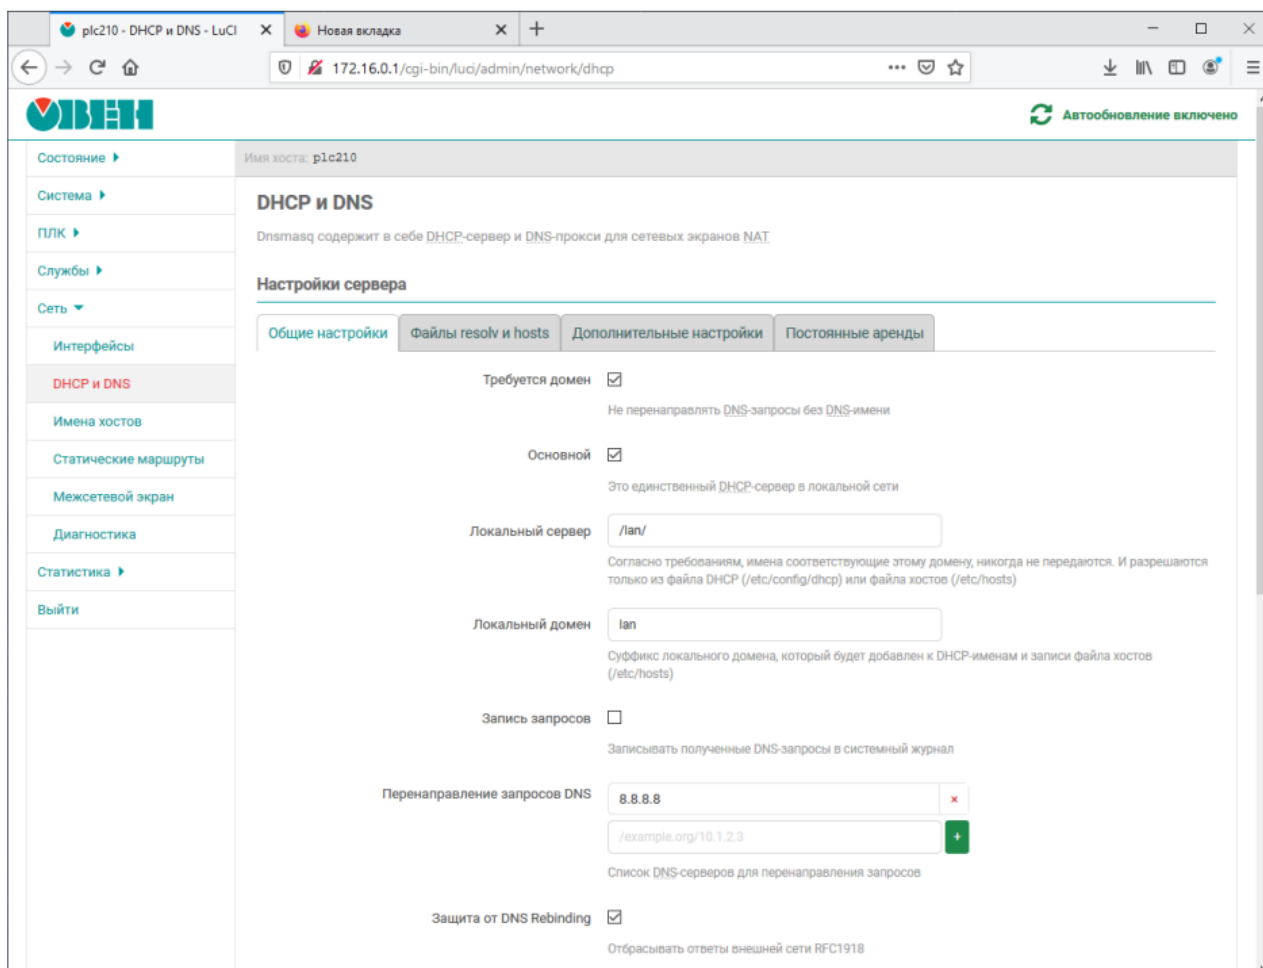 plc210 - DHCP и DNS - LuCI
Новая вкладка
172.16.0.1/cgi-bin/luci/admin/network/dhcp
ОВЕН
Автообновление включено
Состояние
Имя хоста: plc210
Система
ПЛК
Службы
Сеть
Интерфейсы
DHCP и DNS
Имена хостов
Статические маршруты
Межсетевой экран
Диагностика
Статистика
Выйти
DHCP и DNS
Dnsmasq содержит в себе DHCP-сервер и DNS-прокси для сетевых экранов NAT
Настройки сервера
Общие настройки
Файлы resolv и hosts
Дополнительные настройки
Постоянные аренды
Требуется домен
Не перенаправлять DNS-запросы без DNS-имени
Основной
Это единственный DHCP-сервер в локальной сети
Локальный сервер
/lan/
Согласно требованиям, имена соответствующие этому домену, никогда не передаются. И разрешаются
только из файла DHCP (/etc/config/dhcp) или файла хостов (/etc/hosts)
Локальный домен
lan
Суффикс локального домена, который будет добавлен к DHCP-именам и записи файла хостов
(/etc/hosts)
Запись запросов
Записывать полученные DNS-запросы в системный журнал
Перенаправление запросов DNS
8.8.8.8
/example.org/10.1.2.3
Список DNS-серверов для перенаправления запросов
Защита от DNS Rebinding
Отбрасывать ответы внешней сети RFC1918